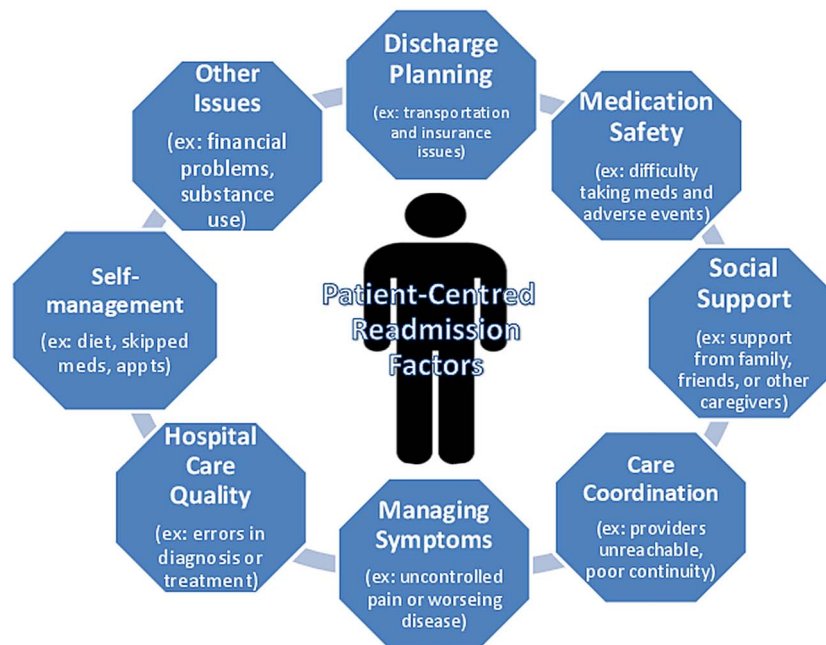 Discharge
Planning
(ex: transportation
and insurance
issues)
Medication
Safety
(ex: difficulty
taking meds and
adverse events)
Social
Support
(ex: support
from family,
friends, or other
caregivers)
Care
Coordination
(ex: providers
unreachable,
poor continuity)
Managing
Symptoms
(ex: uncontrolled
pain or worseing
disease)
Hospital
Care
Quality
(ex: errors in
diagnosis or
treatment)
Self-
management
(ex: diet, skipped
meds, appts)
Other
Issues
(ex: financial
problems,
substance
use)
Patient-Centred
Readmission
Factors